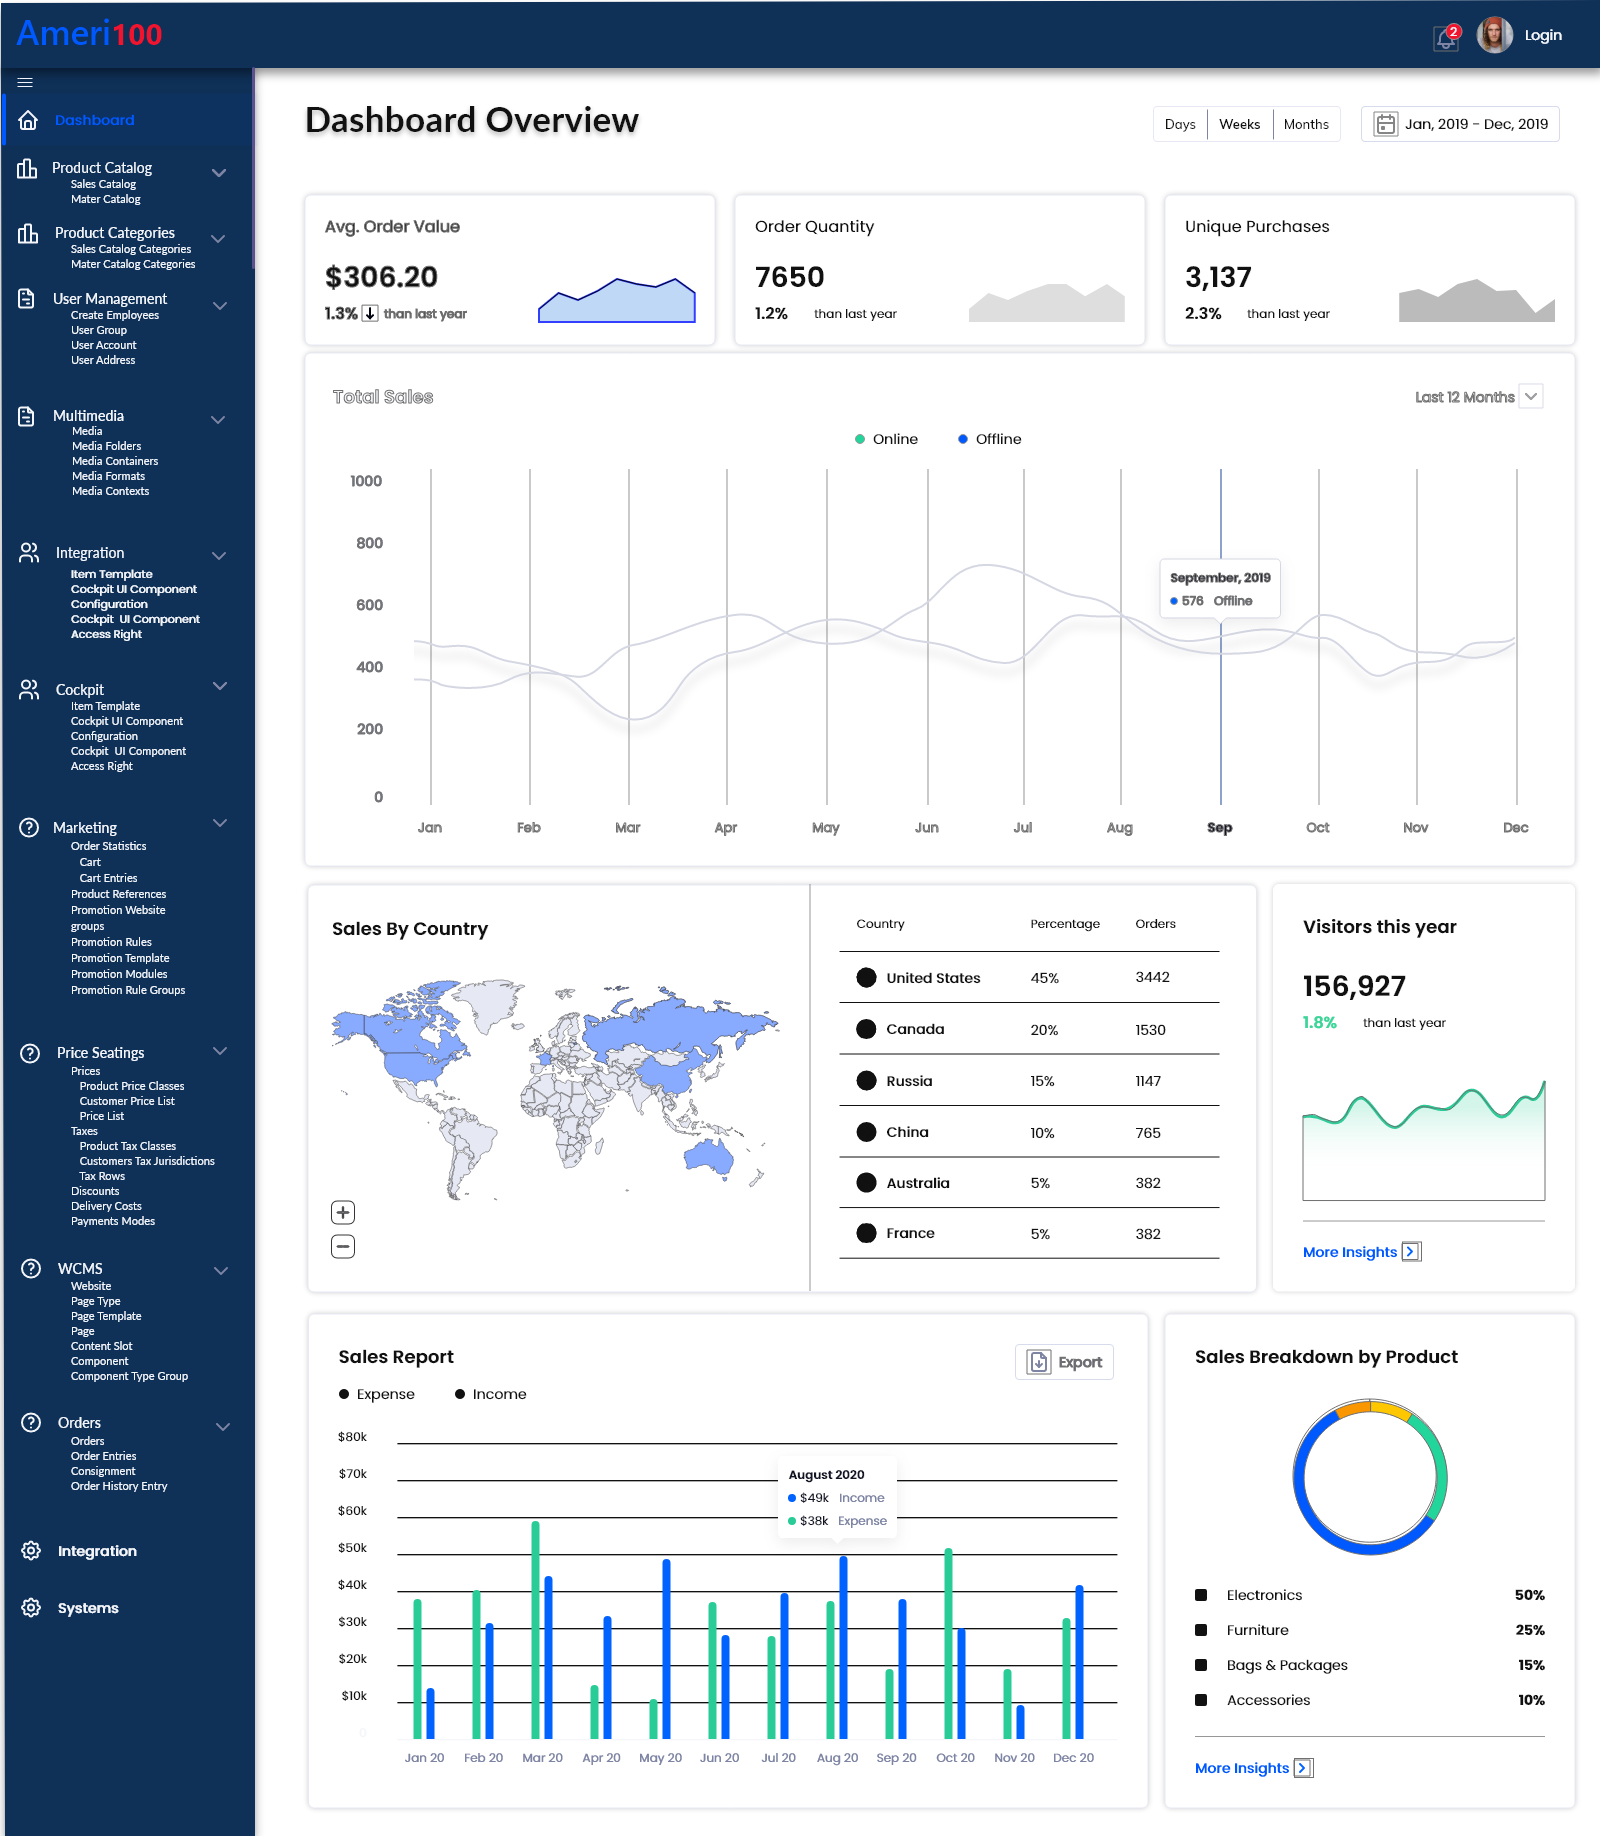 Ameri100
2
Login
Dashboard
Product Catalog
Sales Catalog
Mater Catalog
Product Categories
Sales Catalog Categories
Mater Catalog Categories
User Management
Create Employees
User Group
User Account
User Address
Multimedia
Media
Media Folders
Media Containers
Media Formats
Media Contexts
Integration
Item Template
Cockpit UI Component
Configuration
Cockpit UI Component
Access Right
Cockpit
Item Template
Cockpit UI Component
Configuration
Cockpit UI Component
Access Right
Marketing
Order Statistics
Cart
Cart Entries
Product References
Promotion Website
groups
Promotion Rules
Promotion Template
Promotion Modules
Promotion Rule Groups
Price Seatings
Prices
Product Price Classes
Customer Price List
Price List
Taxes
Product Tax Classes
Customers Tax Jurisdictions
Tax Rows
Discounts
Delivery Costs
Payments Modes
WCMS
Website
Page Type
Page Template
Page
Content Slot
Component
Component Type Group
Orders
Orders
Order Entries
Consignment
Order History Entry
Integration
Systems
Dashboard Overview
Days Weeks Months
Jan, 2019 - Dec, 2019
Avg. Order Value
$306.20
1.3% than last year
Order Quantity
7650
1.2% than last year
Unique Purchases
3,137
2.3% than last year
Total Sales
Last 12 Months
Online Offline
1000
800
600
400
200
0
September, 2019
576 Offline
Jan Feb Mar Apr May Jun Jul Aug Sep Oct Nov Dec
Sales By Country
Country Percentage Orders
United States 45% 3442
Canada 20% 1530
Russia 15% 1147
China 10% 765
Australia 5% 382
France 5% 382
Visitors this year
156,927
1.8% than last year
More Insights
Sales Report
Export
Expense Income
$80k
$70k
$60k
$50k
$40k
$30k
$20k
$10k
0
August 2020
$49k Income
$38k Expense
Jan 20 Feb 20 Mar 20 Apr 20 May 20 Jun 20 Jul 20 Aug 20 Sep 20 Oct 20 Nov 20 Dec 20
Sales Breakdown by Product
Electronics 50%
Furniture 25%
Bags & Packages 15%
Accessories 10%
More Insights